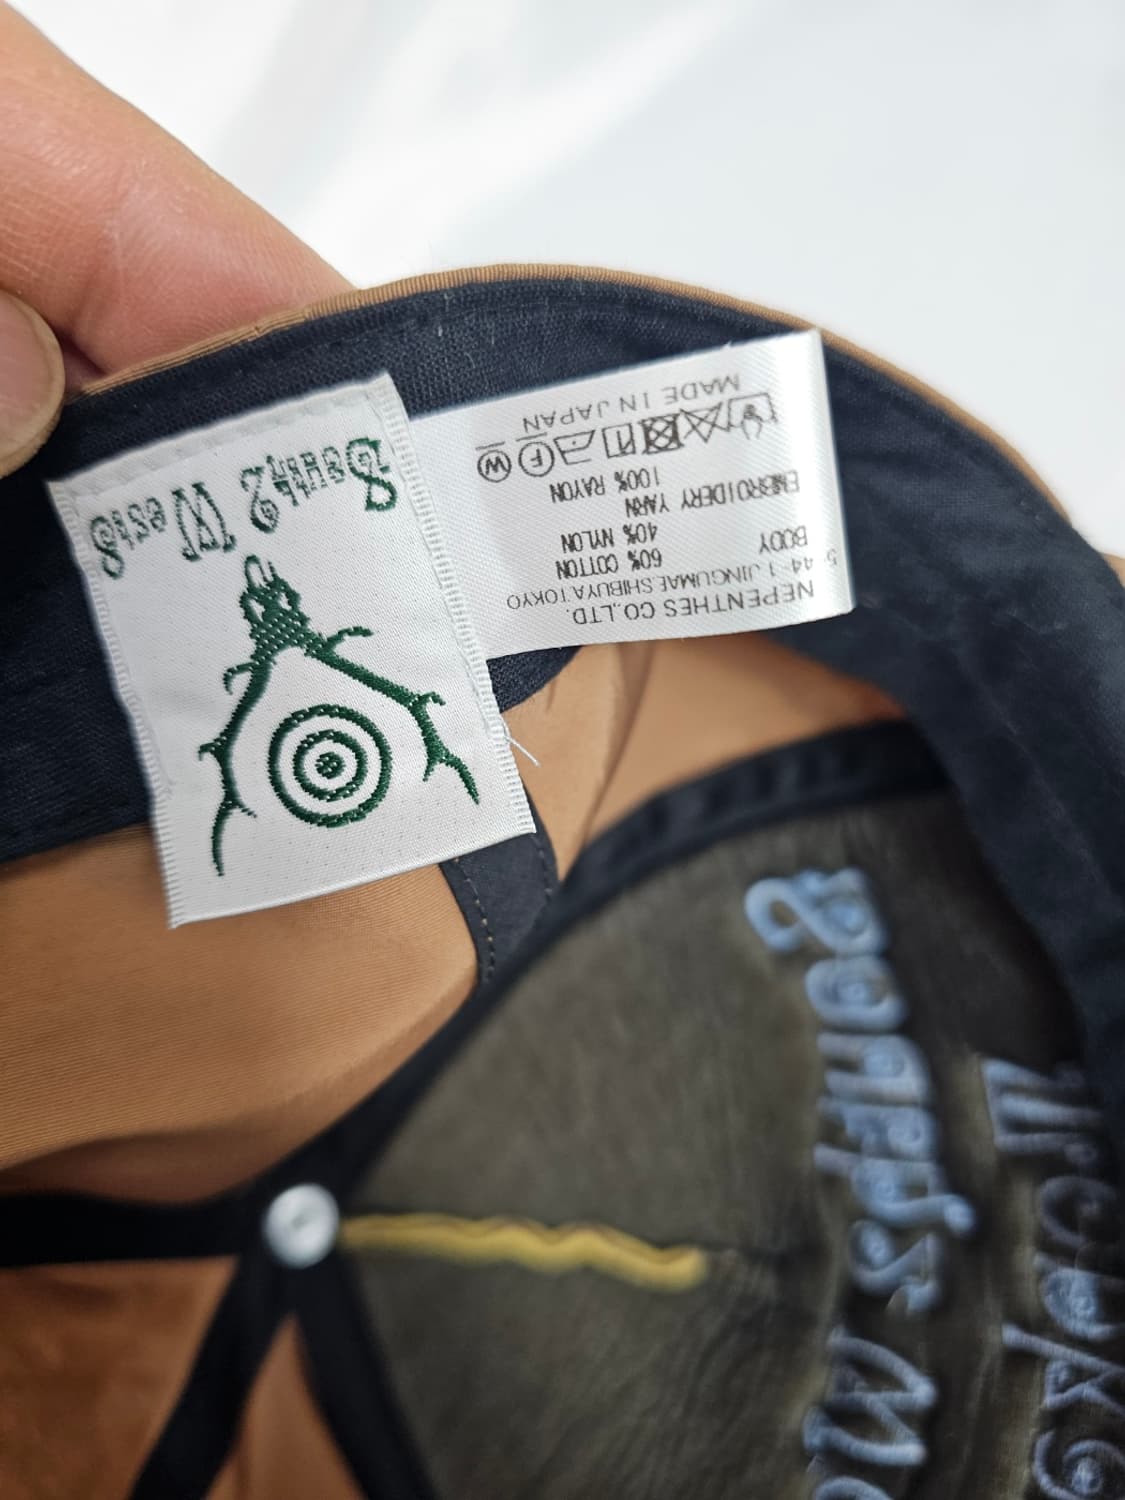 NEPENTHES CO.,LTD.
5-44-1 JINGUMAE SHIBUYA TOKYO
BODY
60% COTTON
40% NYLON
EMBROIDERY YARN
100% RAYON
F W
MADE IN JAPAN
South2 West8